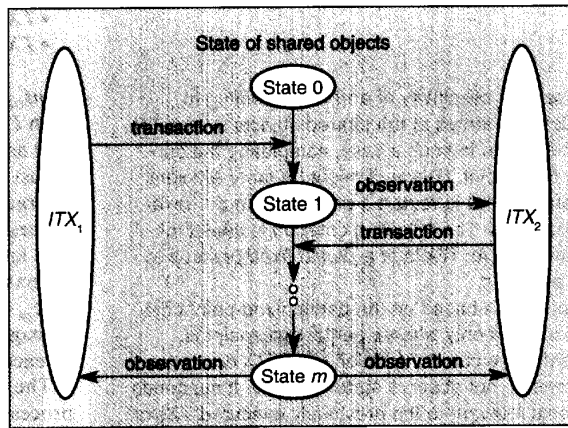 State of shared objects
State 0
transaction
State 1
observation
ITX1
ITX2
transaction
observation
State m
observation